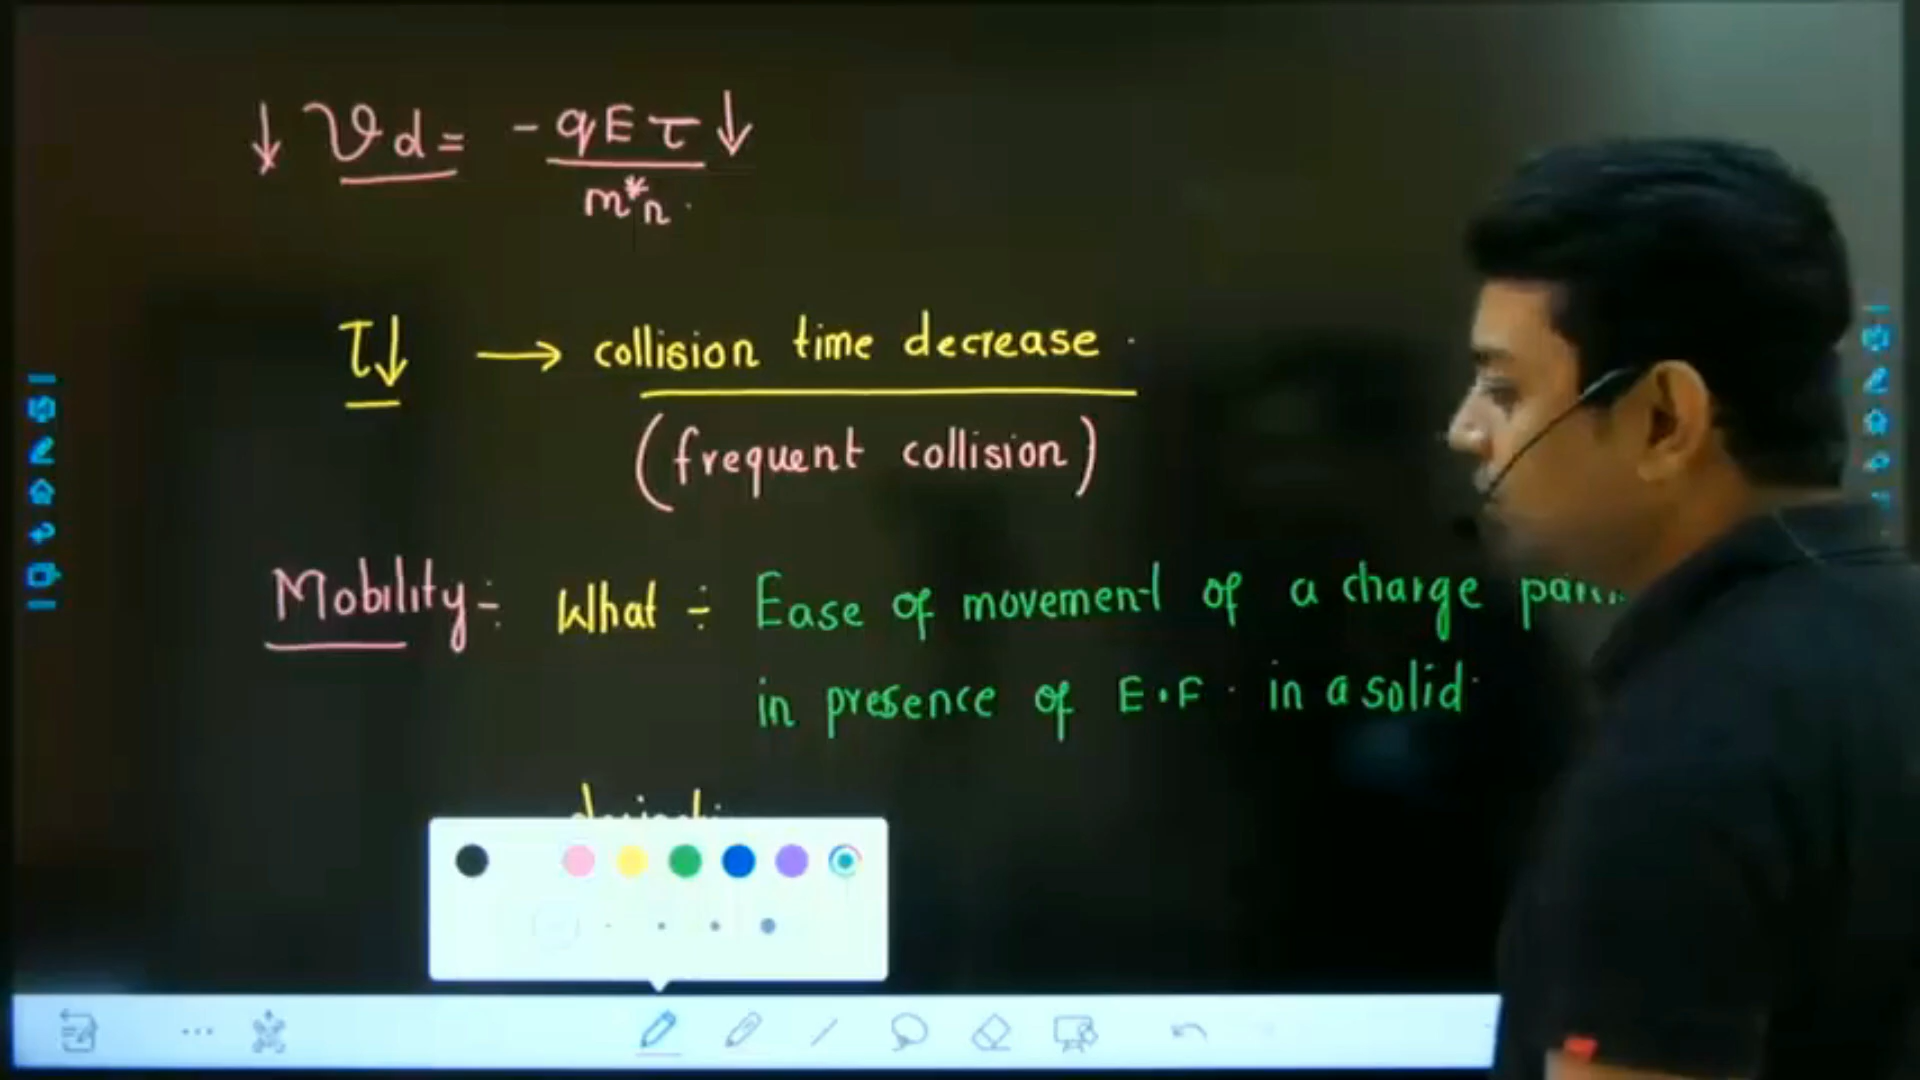 ↓ Vd = - qEτ ↓
m*n
τ↓ → collision time decrease.
(frequent collision)
Mobility :- What :- Ease of movement of a charge
in presence of E.F. in a solid